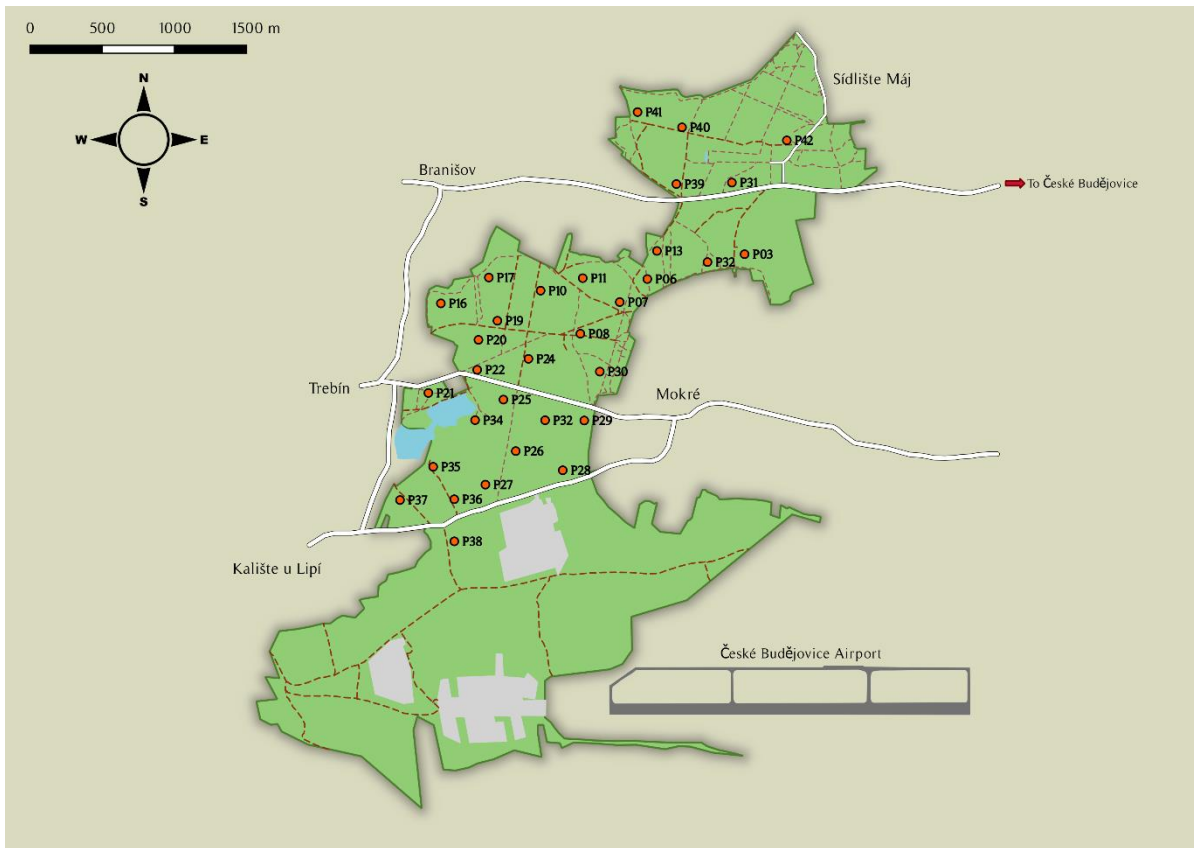 0 500 1000 1500 m
N
W E
S
Sídlište Máj
P41
P40
P42
Branišov
P39
P31
To České Budějovice
P13
P32
P03
P17
P10
P11
P06
P16
P07
P19
P20
P08
P24
P22
P30
Trebín
P21
P25
Mokré
P34
P32
P29
P26
P35
P28
P27
P37
P36
P38
Kalište u Lipí
České Budějovice Airport